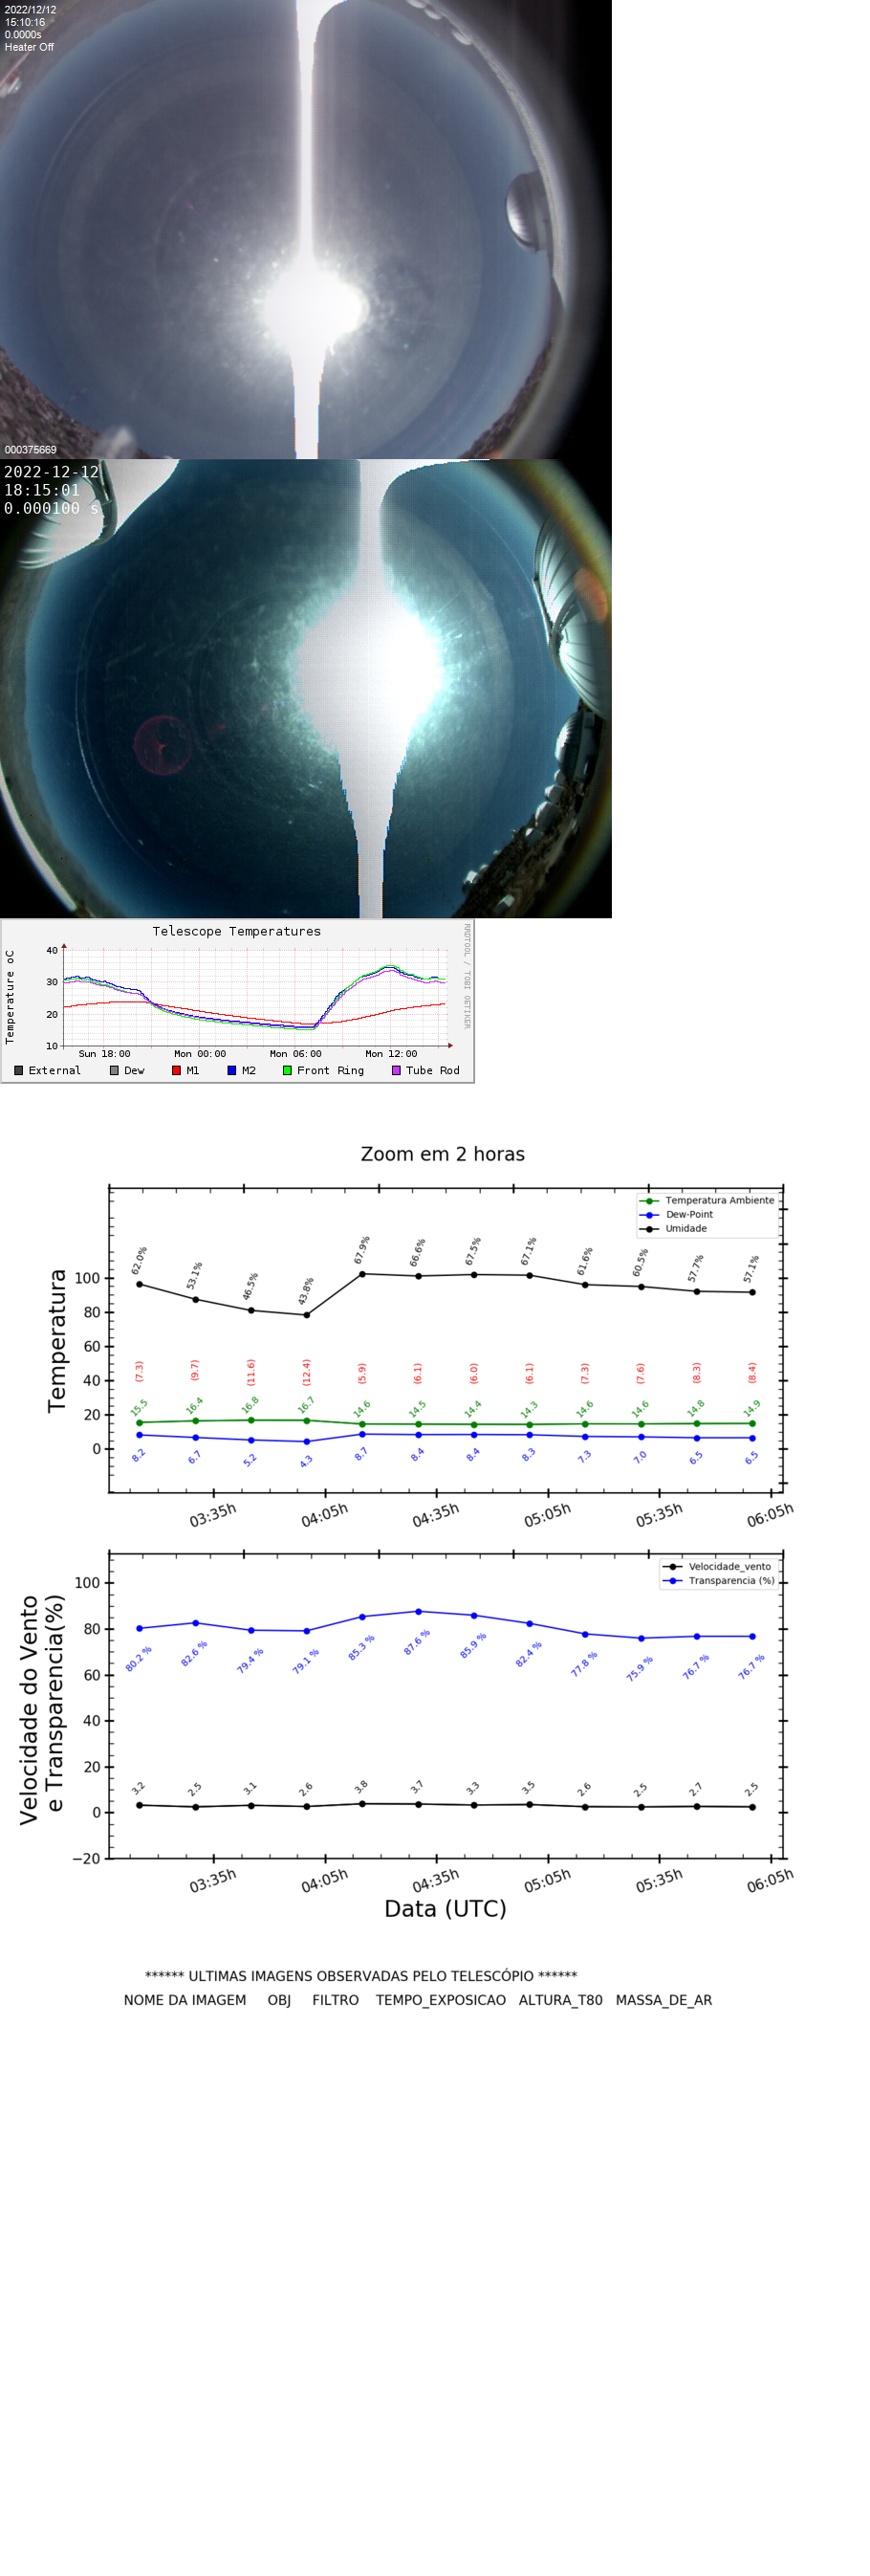 2022/12/12
15:10:16
0.0000s
Heater Off
000375669
2022-12-12
18:15:01
0.000100 s
Telescope Temperatures
RRDTOOL / TOBI OETIKER
Temperature oC
40
30
20
10
Sun 18:00 Mon 00:00 Mon 06:00 Mon 12:00
External Dew M1 M2 Front Ring Tube Rod
Zoom em 2 horas
Temperatura Ambiente
Dew-Point
Umidade
Temperatura
100
80
60
40
20
0
62.0% 53.1% 46.5% 43.8% 67.9% 66.6% 67.5% 67.1% 61.6% 60.5% 57.7% 57.1%
(7.3) (9.7) (11.6) (12.4) (5.9) (6.1) (6.0) (6.1) (7.3) (7.6) (8.3) (8.4)
15.5 16.4 16.8 16.7 14.6 14.5 14.4 14.3 14.6 14.6 14.8 14.9
8.2 6.7 5.2 4.3 8.7 8.4 8.4 8.3 7.3 7.0 6.5 6.5
03:35h 04:05h 04:35h 05:05h 05:35h 06:05h
Velocidade_vento
Transparencia (%)
Velocidade do Vento
e Transparencia(%)
100
80
60
40
20
0
−20
80.2 % 82.6 % 79.4 % 79.1 % 85.3 % 87.6 % 85.9 % 82.4 % 77.8 % 75.9 % 76.7 % 76.7 %
3.2 2.5 3.1 2.6 3.8 3.7 3.3 3.5 2.6 2.5 2.7 2.5
03:35h 04:05h 04:35h 05:05h 05:35h 06:05h
Data (UTC)
****** ULTIMAS IMAGENS OBSERVADAS PELO TELESCÓPIO ******
NOME DA IMAGEM OBJ FILTRO TEMPO_EXPOSICAO ALTURA_T80 MASSA_DE_AR